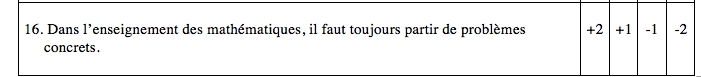 16. Dans l'enseignement des mathématiques, il faut toujours partir de problèmes +2 +1 -1 -2
concrets.